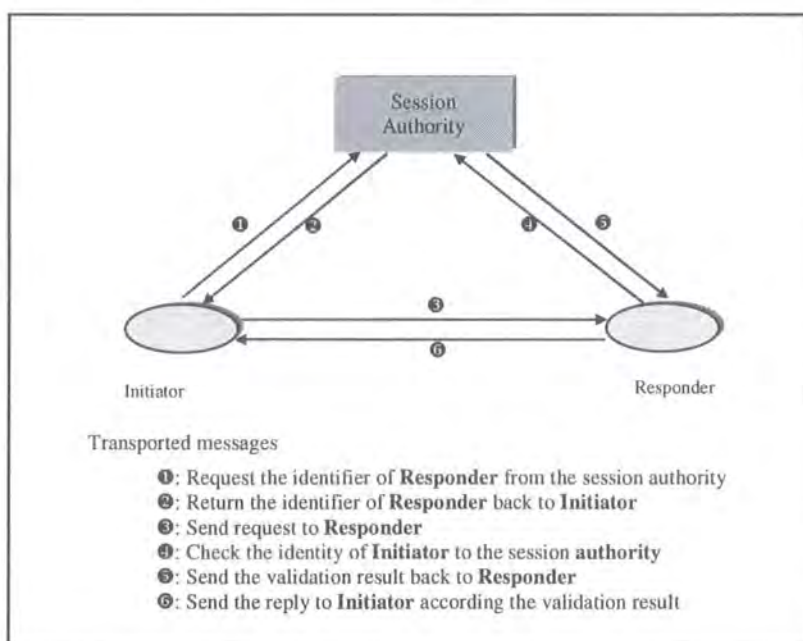 Session
Authority
❶
❷
❹
❺
❸
❻
Initiator
Responder
Transported messages
❶: Request the identifier of Responder from the session authority
❷: Return the identifier of Responder back to Initiator
❸: Send request to Responder
❹: Check the identity of Initiator to the session authority
❺: Send the validation result back to Responder
❻: Send the reply to Initiator according the validation result